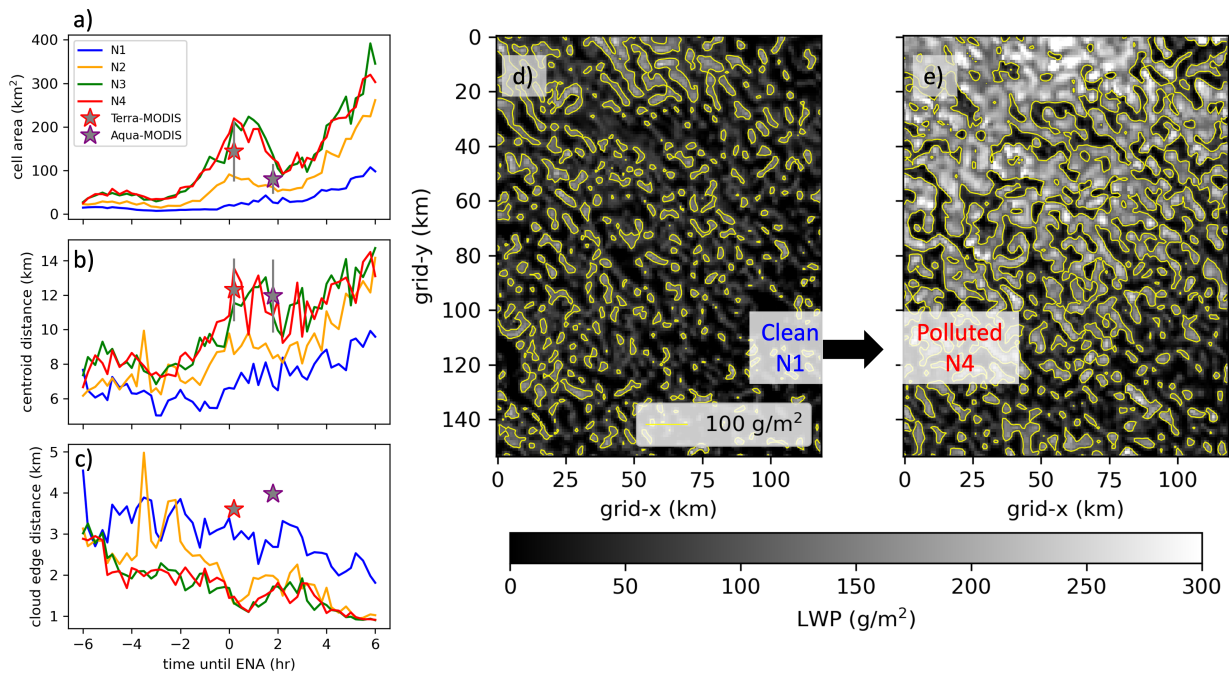 a)
400
300
200
100
0
cell area (km²)
N1
N2
N3
N4
Terra-MODIS
Aqua-MODIS
b)
14
12
10
8
6
centroid distance (km)
c)
5
4
3
2
1
cloud edge distance (km)
−6 −4 −2 0 2 4 6
time until ENA (hr)
d)
0
20
40
60
80
100
120
140
grid-y (km)
Clean
N1
100 g/m²
0 25 50 75 100
grid-x (km)
e)
Polluted
N4
0 25 50 75 100
grid-x (km)
0 50 100 150 200 250 300
LWP (g/m²)